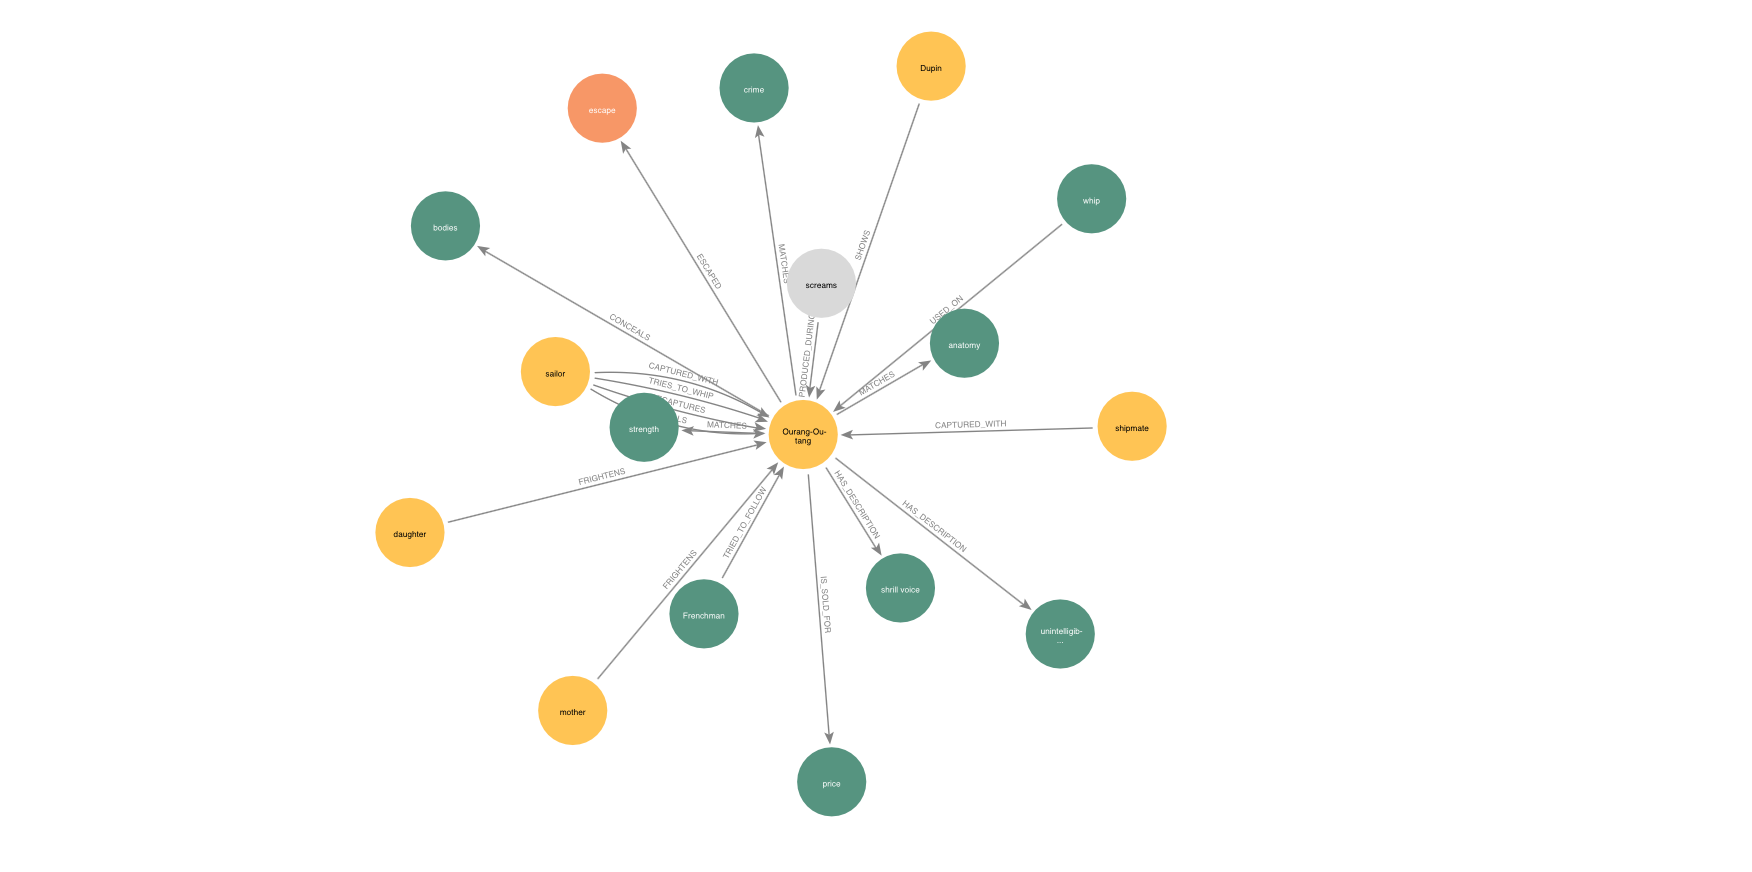 Dupin
crime
escape
whip
bodies
SHOWS
MATCHES
ESCAPED
screams
USED_ON
CONCEALS
PRODUCED_DURING
anatomy
sailor
CAPTURED_WITH
TRIES_TO_WHIP
MATCHES
strength
MATCHES
Ourang-Ou-
tang
CAPTURED_WITH
shipmate
FRIGHTENS
HAS_DESCRIPTION
TRIED_TO_FOLLOW
HAS_DESCRIPTION
daughter
FRIGHTENS
IS_SOLD_FOR
shrill voice
Frenchman
unintelligib-
...
mother
price